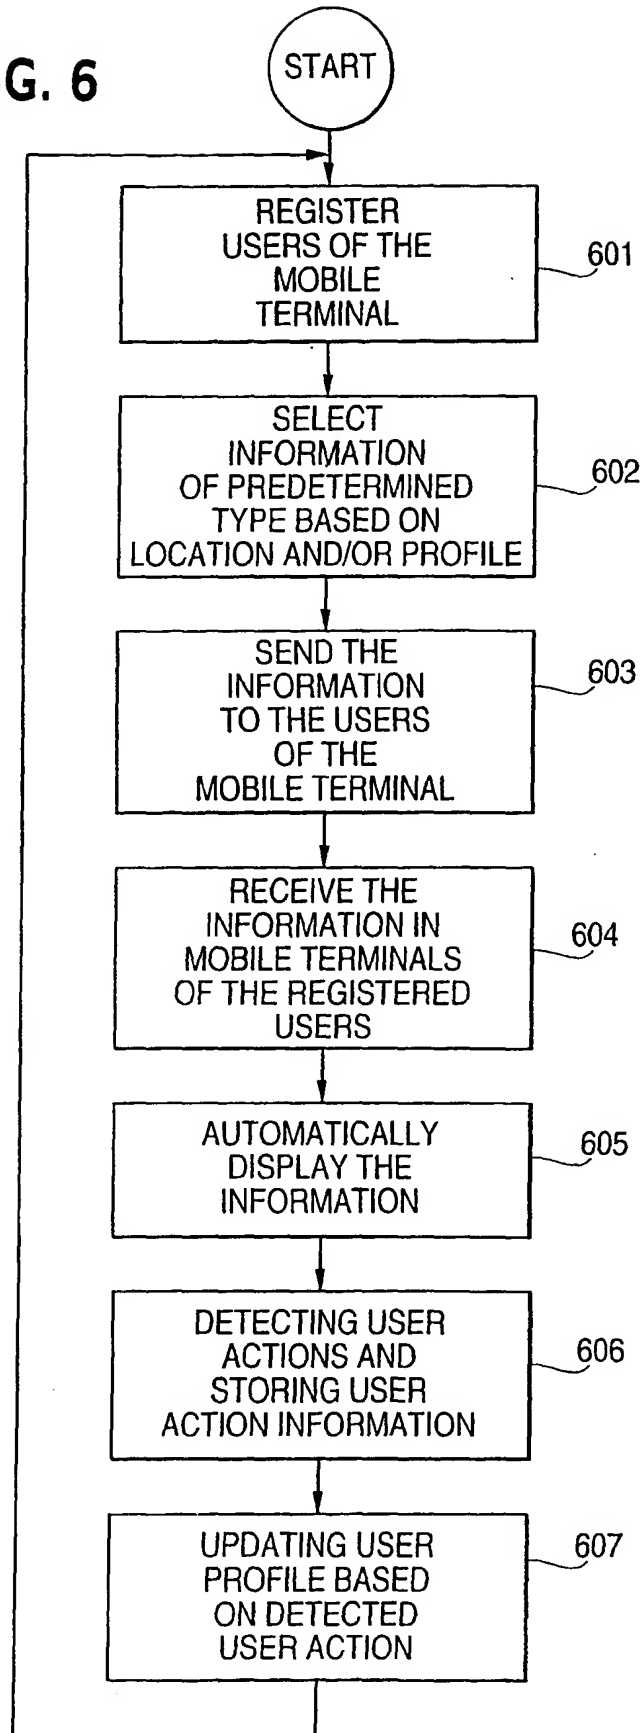 G. 6
START
REGISTER
USERS OF THE
MOBILE
TERMINAL
601
SELECT
INFORMATION
OF PREDETERMINED
TYPE BASED ON
LOCATION AND/OR PROFILE
602
SEND THE
INFORMATION
TO THE USERS
OF THE
MOBILE TERMINAL
603
RECEIVE THE
INFORMATION IN
MOBILE TERMINALS
OF THE REGISTERED
USERS
604
AUTOMATICALLY
DISPLAY THE
INFORMATION
605
DETECTING USER
ACTIONS AND
STORING USER
ACTION INFORMATION
606
UPDATING USER
PROFILE BASED
ON DETECTED
USER ACTION
607